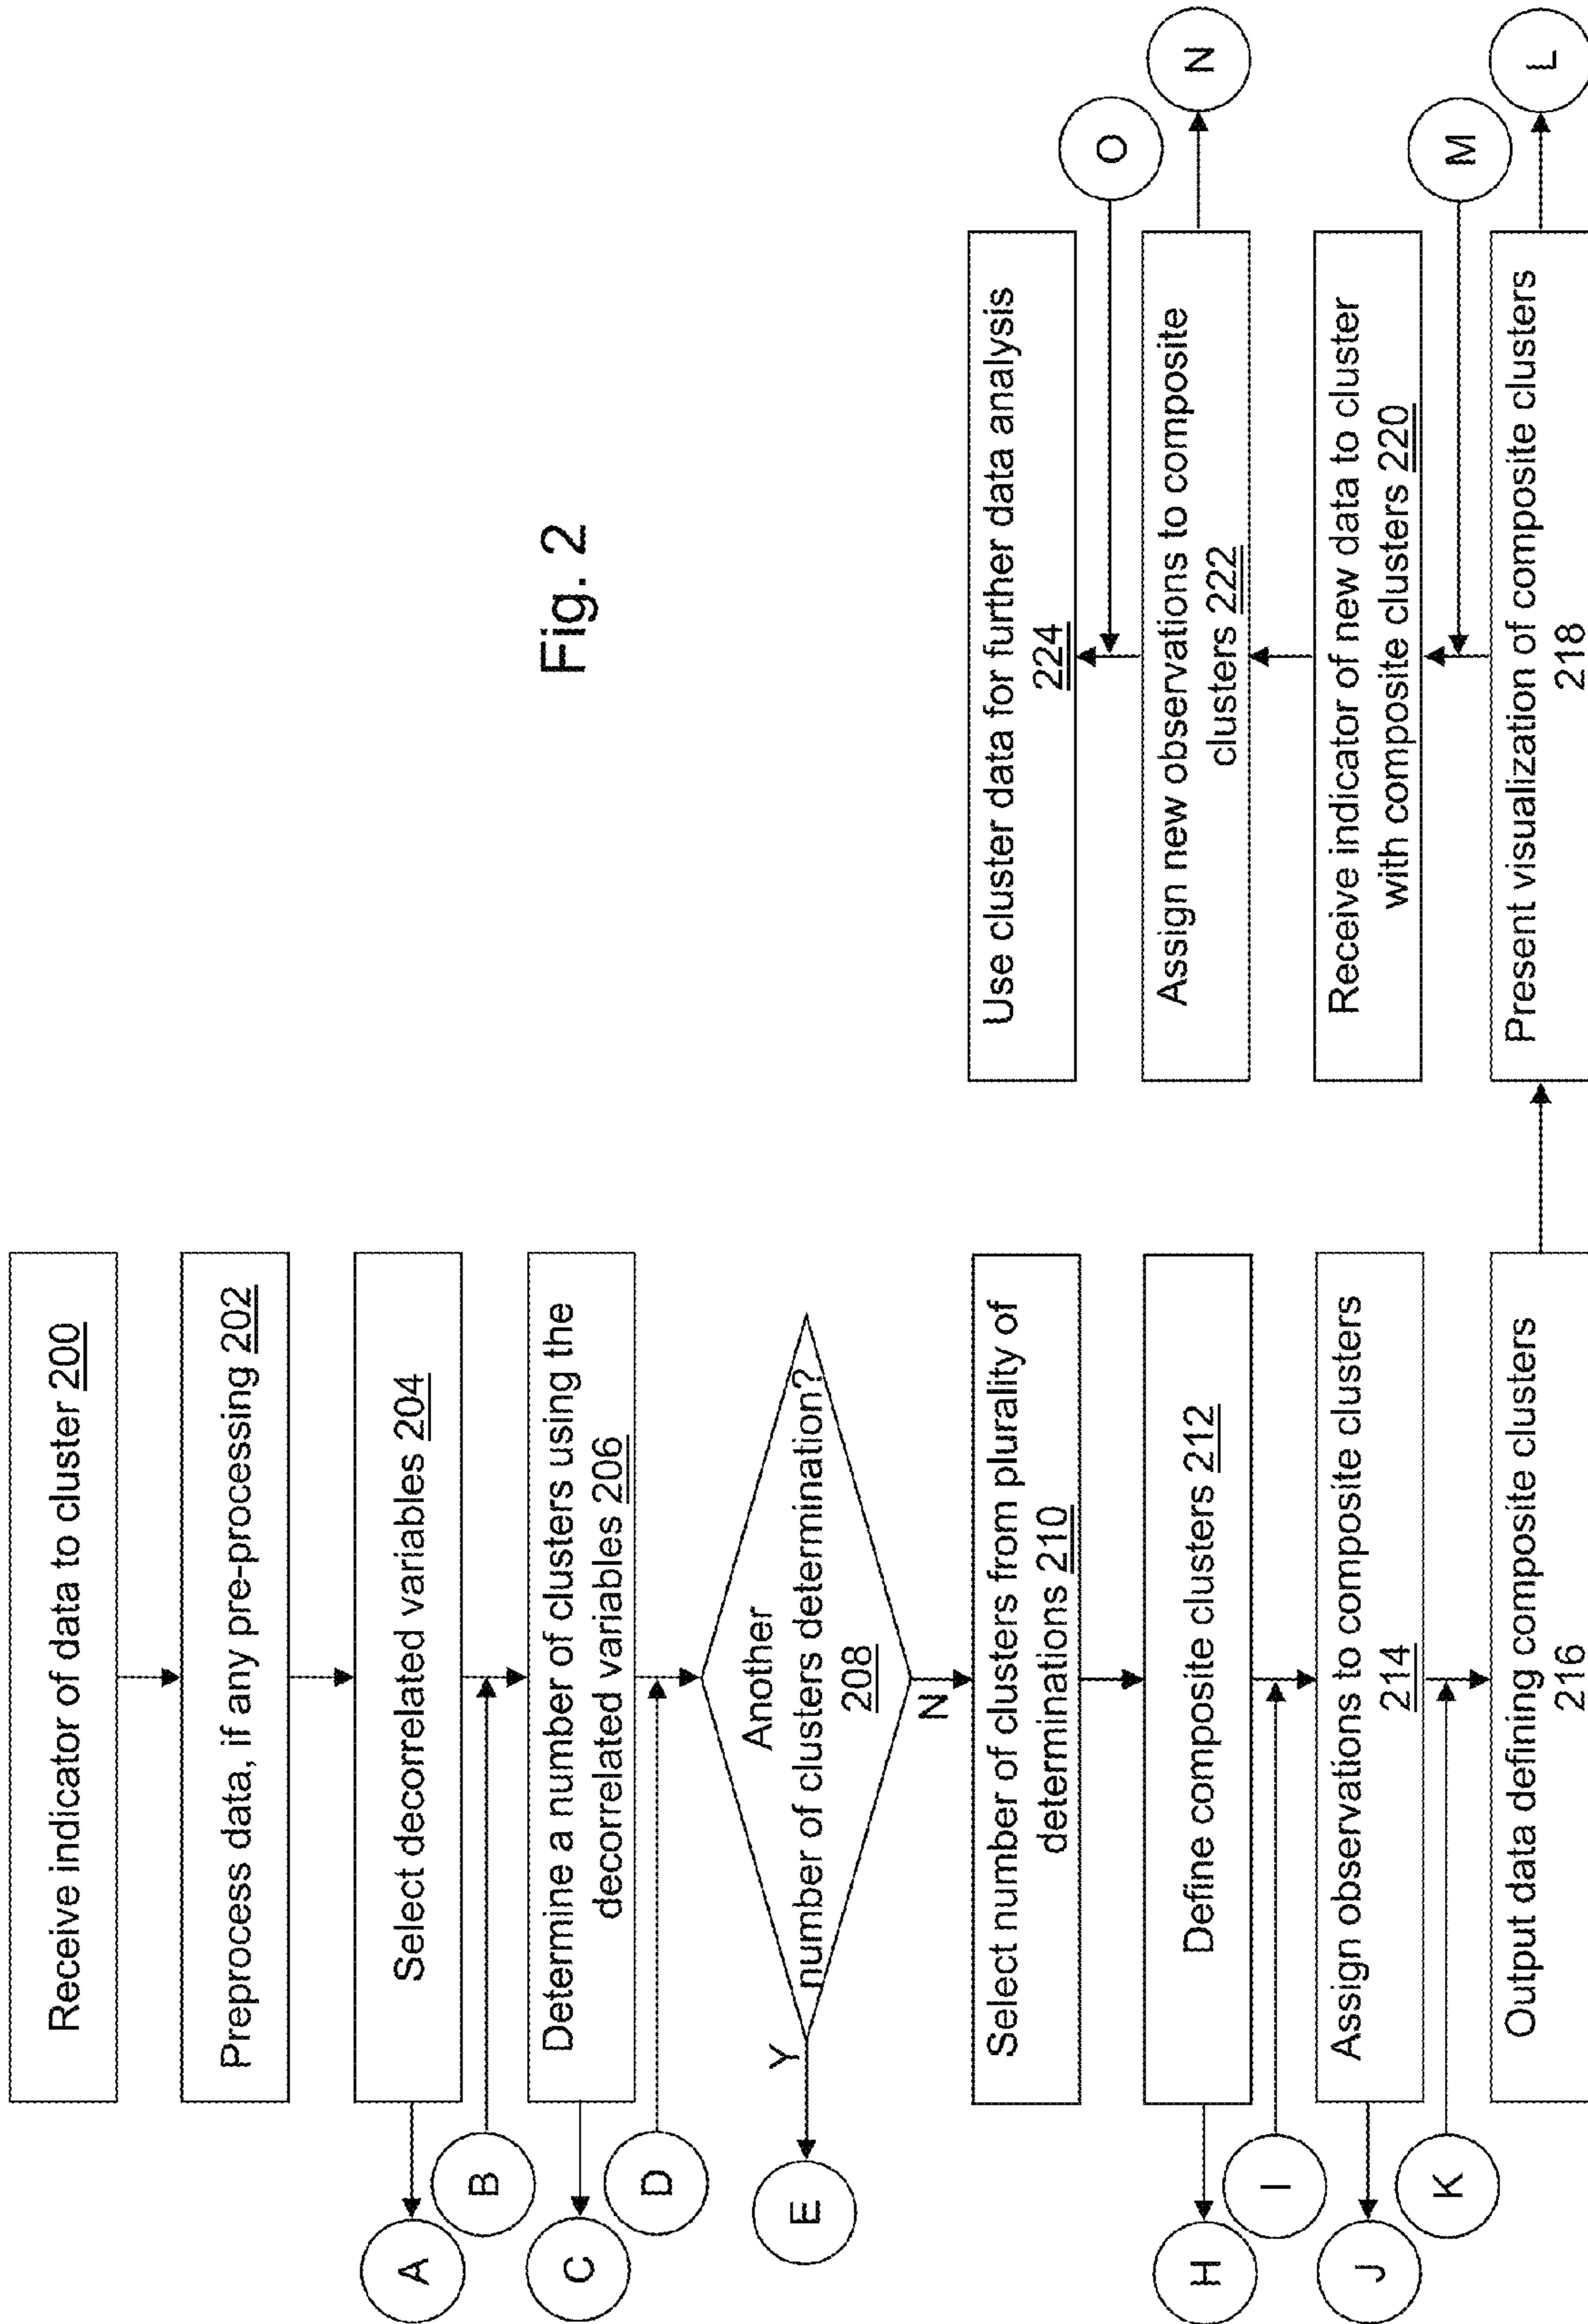 Receive indicator of data to cluster 200
Preprocess data, if any pre-processing 202
Select decorrelated variables 204
A
B
Determine a number of clusters using the
decorrelated variables 206
C
D
Another
number of clusters determination?
208
Y
E
N
Select number of clusters from plurality of
determinations 210
Define composite clusters 212
H
I
Assign observations to composite clusters
214
J
K
Output data defining composite clusters
216
Fig. 2
Use cluster data for further data analysis
224
O
Assign new observations to composite
clusters 222
N
Receive indicator of new data to cluster
with composite clusters 220
M
Present visualization of composite clusters
218
L